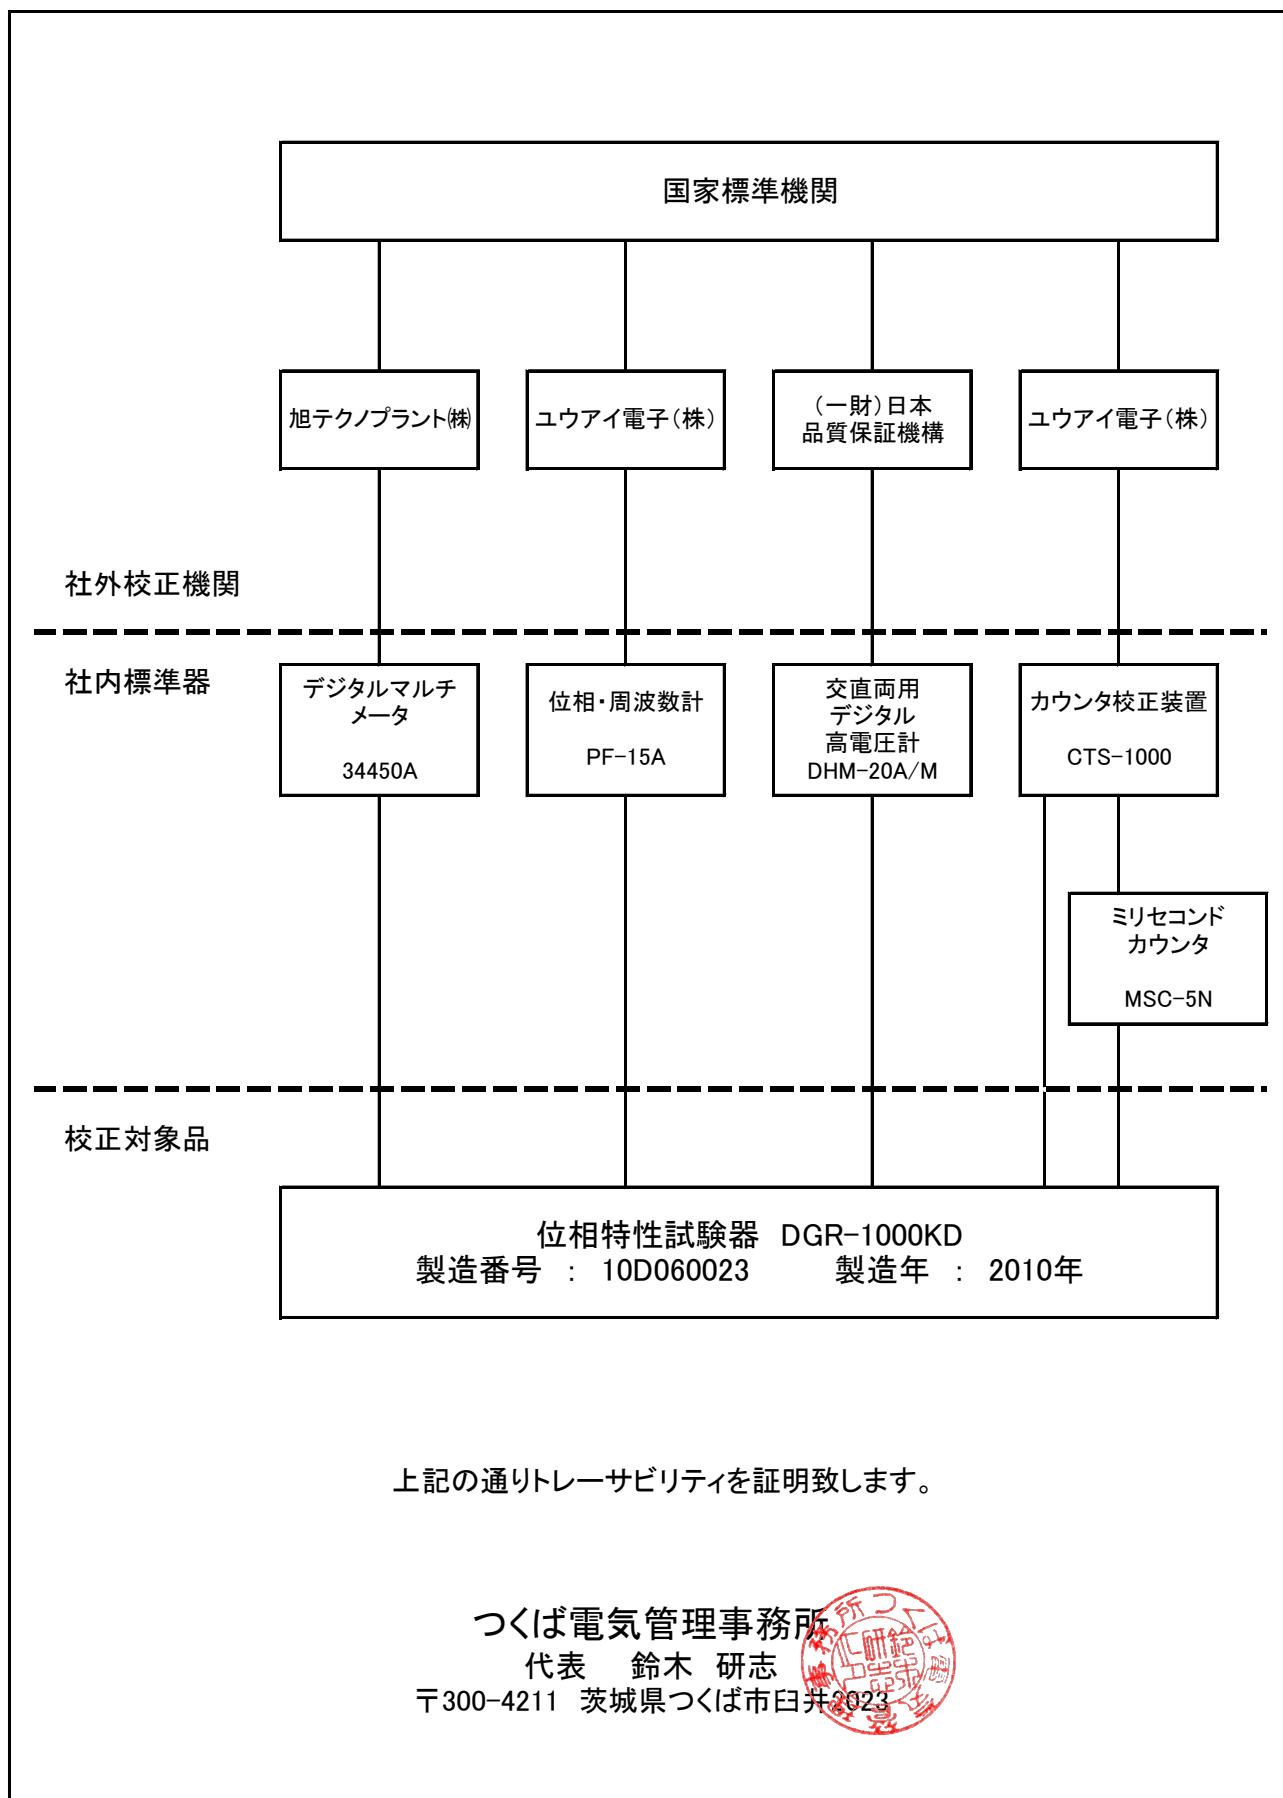 国家標準機関
旭テクノプラント㈱
ユウアイ電子（株）
（一財）日本
品質保証機構
ユウアイ電子（株）
社外校正機関
社内標準器
デジタルマルチ
メータ
34450A
位相・周波数計
PF-15A
交直両用
デジタル
高電圧計
DHM-20A/M
カウンタ校正装置
CTS-1000
ミリセコンド
カウンタ
MSC-5N
校正対象品
位相特性試験器 DGR-1000KD
製造番号 ： 10D060023 製造年 ： 2010年
上記の通りトレーサビリティを証明致します。
つくば電気管理事務所
代表 鈴木 研志
〒300-4211 茨城県つくば市臼井2023